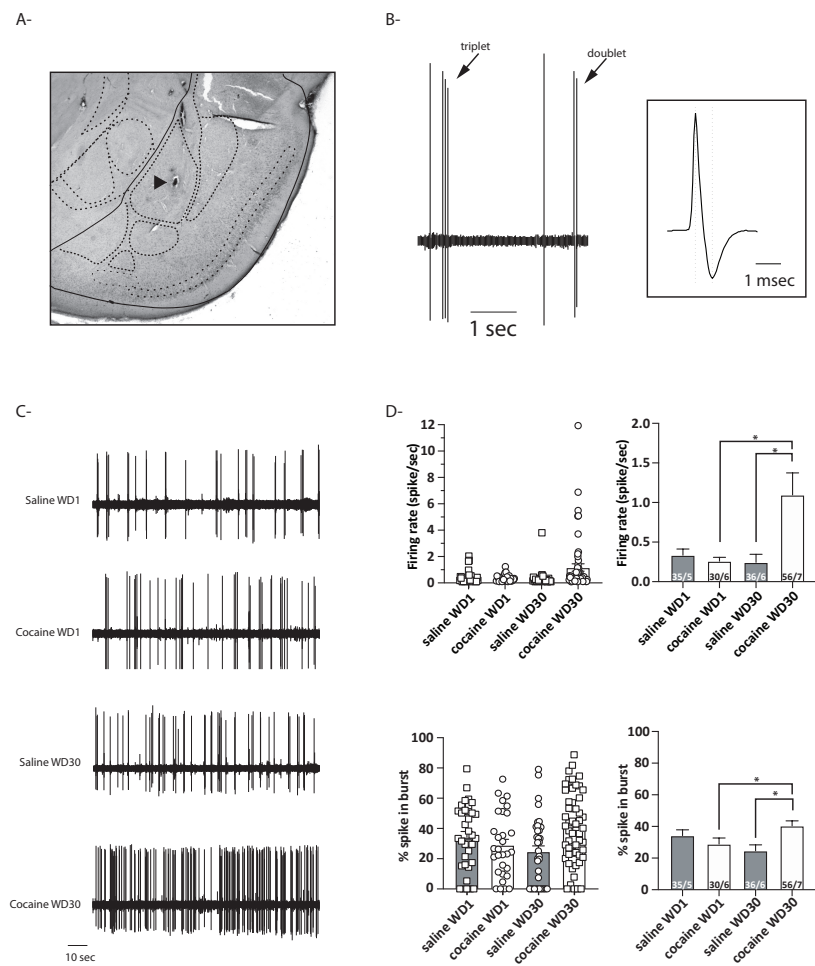 A-
B-
triplet
doublet
1 sec
1 msec
C-
Saline WD1
Cocaine WD1
Saline WD30
Cocaine WD30
10 sec
D-
Firing rate (spike/sec)
12
10
8
6
4
2
0
saline WD1
cocaine WD1
saline WD30
cocaine WD30
Firing rate (spike/sec)
2.0
1.5
1.0
0.5
0.0
*
*
35/5
30/6
36/6
56/7
saline WD1
cocaine WD1
saline WD30
cocaine WD30
% spike in burst
100
80
60
40
20
0
saline WD1
cocaine WD1
saline WD30
cocaine WD30
% spike in burst
100
80
60
40
20
0
*
*
35/5
30/6
36/6
56/7
saline WD1
cocaine WD1
saline WD30
cocaine WD30